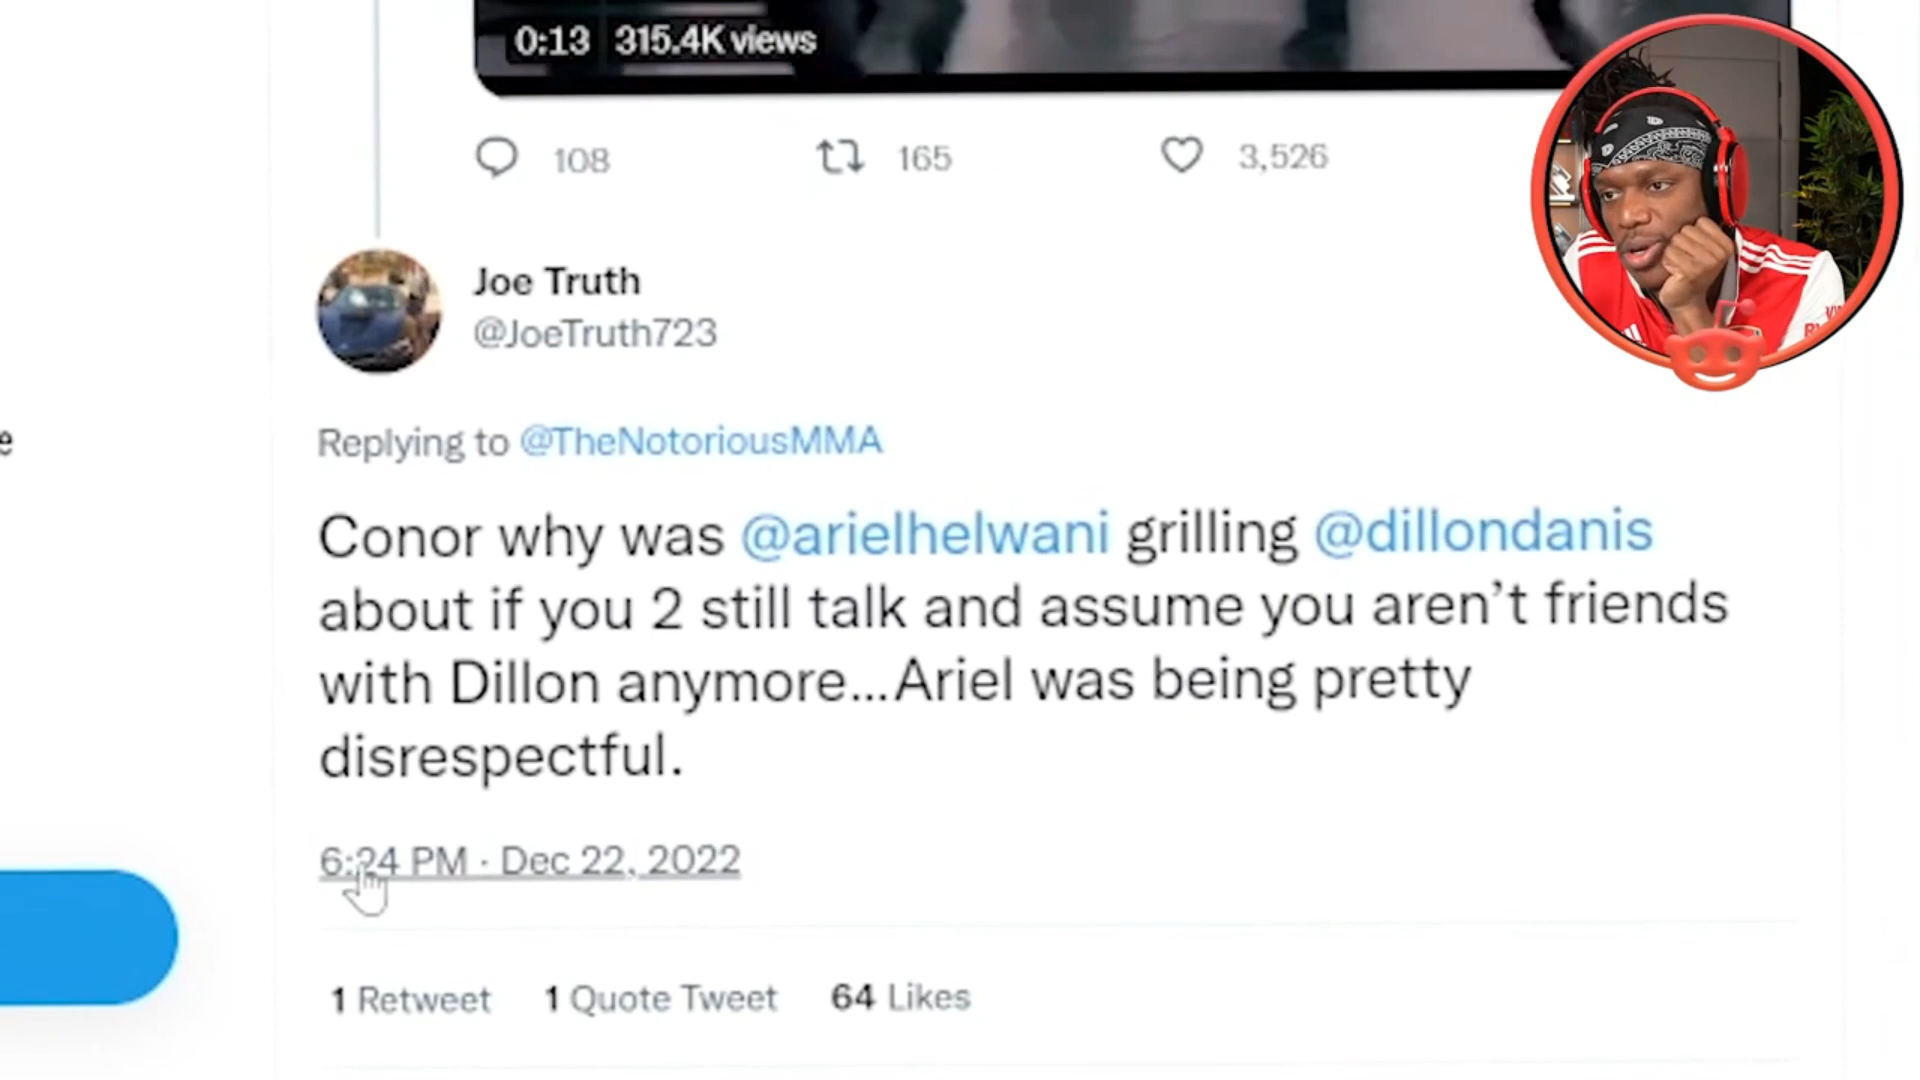 0:13 315.4K views
108 165 3,526
Joe Truth
@JoeTruth723
e
Replying to @TheNotoriousMMA
Conor why was @arielhelwani grilling @dillondanis
about if you 2 still talk and assume you aren’t friends
with Dillon anymore...Ariel was being pretty
disrespectful.
6:24 PM · Dec 22, 2022
1 Retweet 1 Quote Tweet 64 Likes